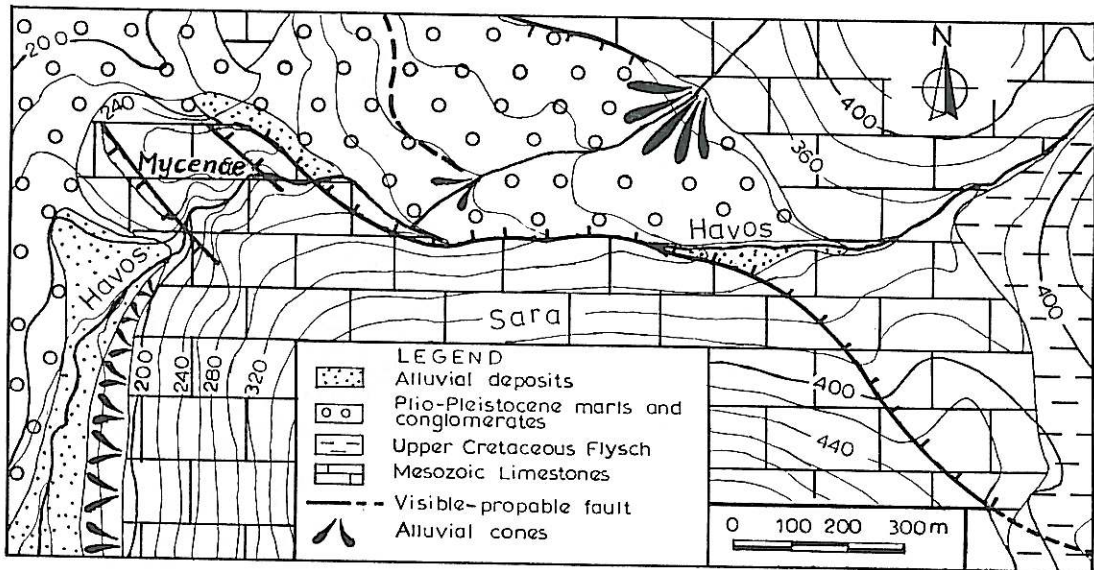 200
N
400
240
360
Mycenae
Havos
Havos
400
Sara
200 240 280 320
400
440
LEGEND
Alluvial deposits
Plio-Pleistocene marls and
conglomerates
Upper Cretaceous Flysch
Mesozoic Limestones
Visible-propable fault
Alluvial cones
0 100 200 300m